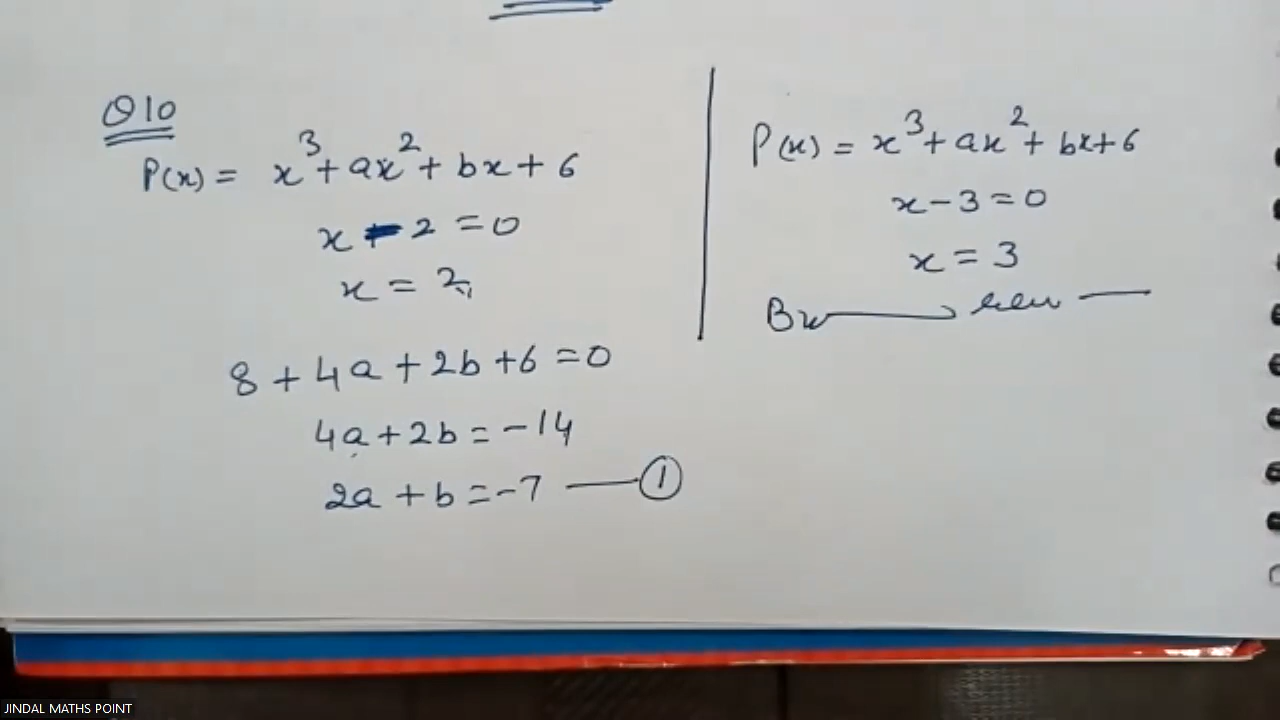 Q10
P(x) = x³ + ax² + bx + 6
x - 2 = 0
x = 2
8 + 4a + 2b + 6 = 0
4a + 2b = -14
2a + b = -7 —— ①
P(x) = x³ + ax² + bx + 6
x - 3 = 0
x = 3
JINDAL MATHS POINT